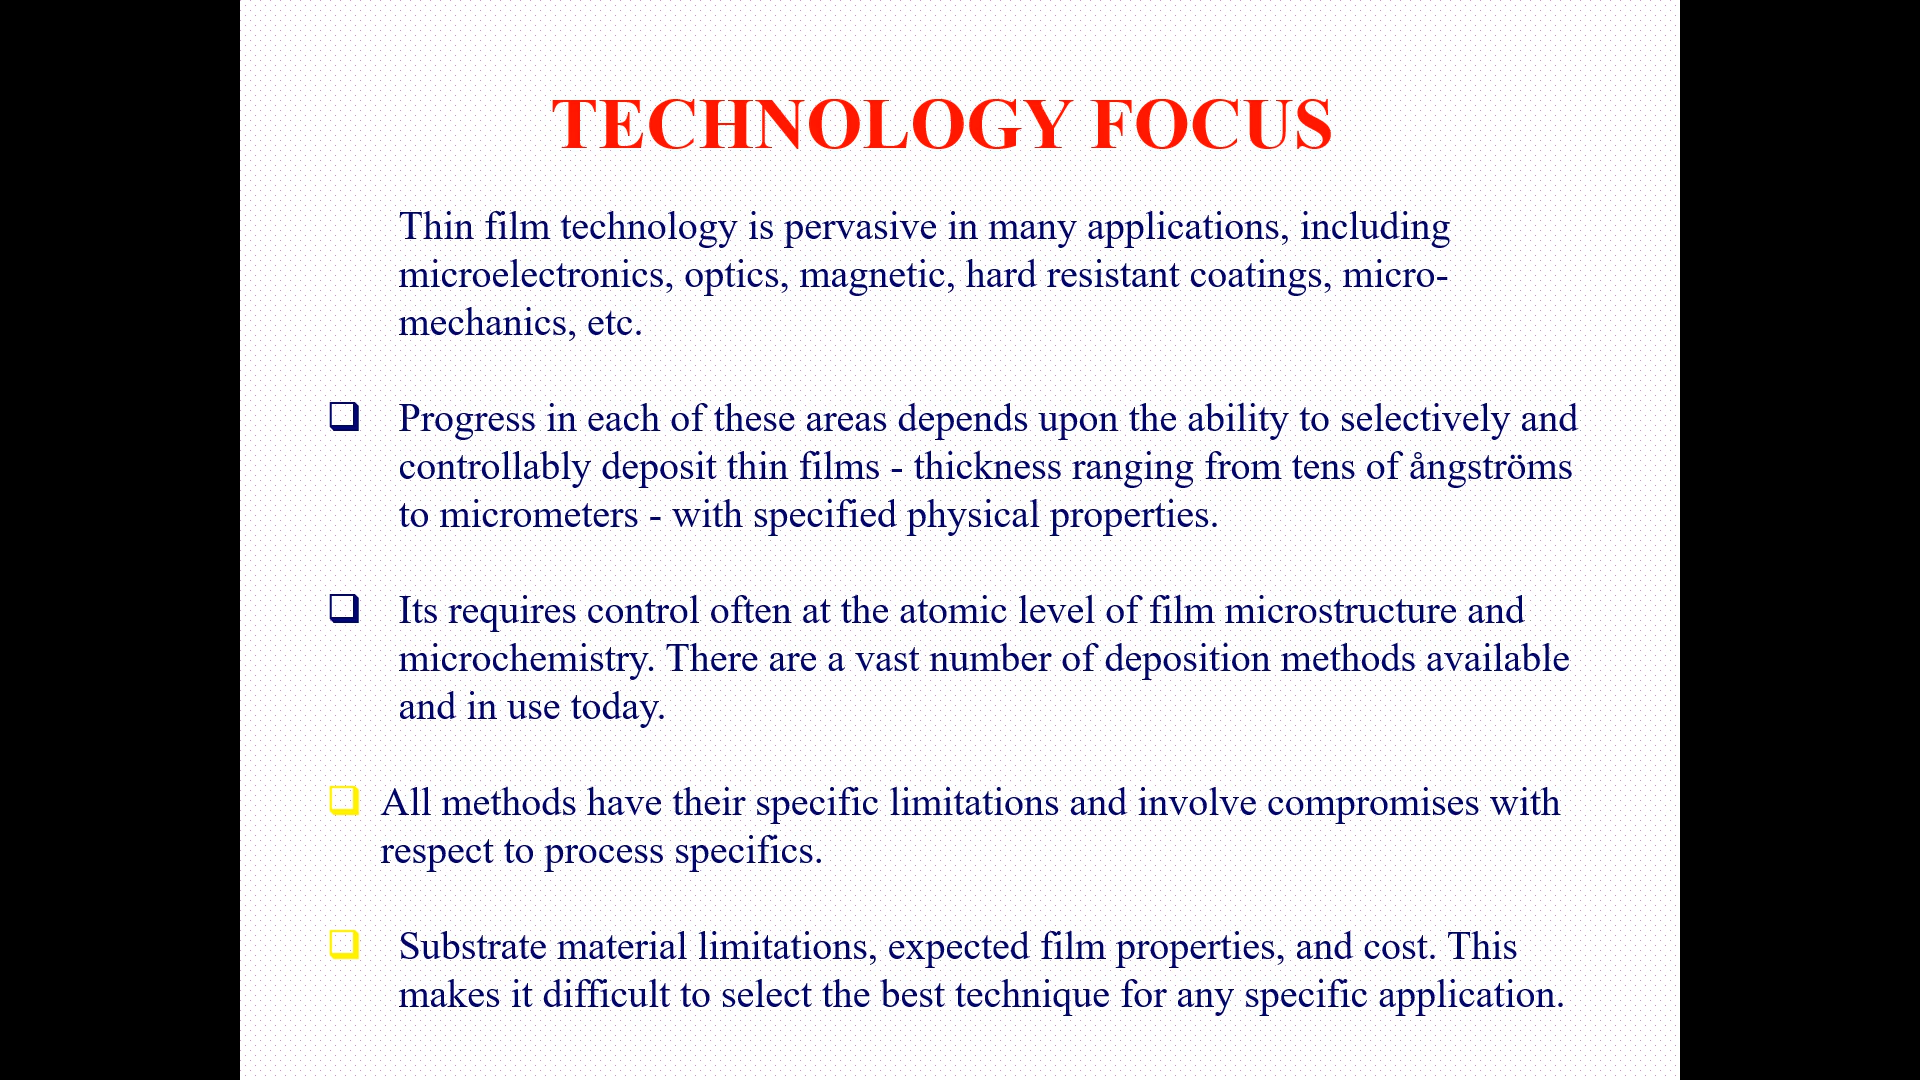 TECHNOLOGY FOCUS
Thin film technology is pervasive in many applications, including
microelectronics, optics, magnetic, hard resistant coatings, micro-
mechanics, etc.
Progress in each of these areas depends upon the ability to selectively and
controllably deposit thin films - thickness ranging from tens of ångströms
to micrometers - with specified physical properties.
Its requires control often at the atomic level of film microstructure and
microchemistry. There are a vast number of deposition methods available
and in use today.
All methods have their specific limitations and involve compromises with
respect to process specifics.
Substrate material limitations, expected film properties, and cost. This
makes it difficult to select the best technique for any specific application.